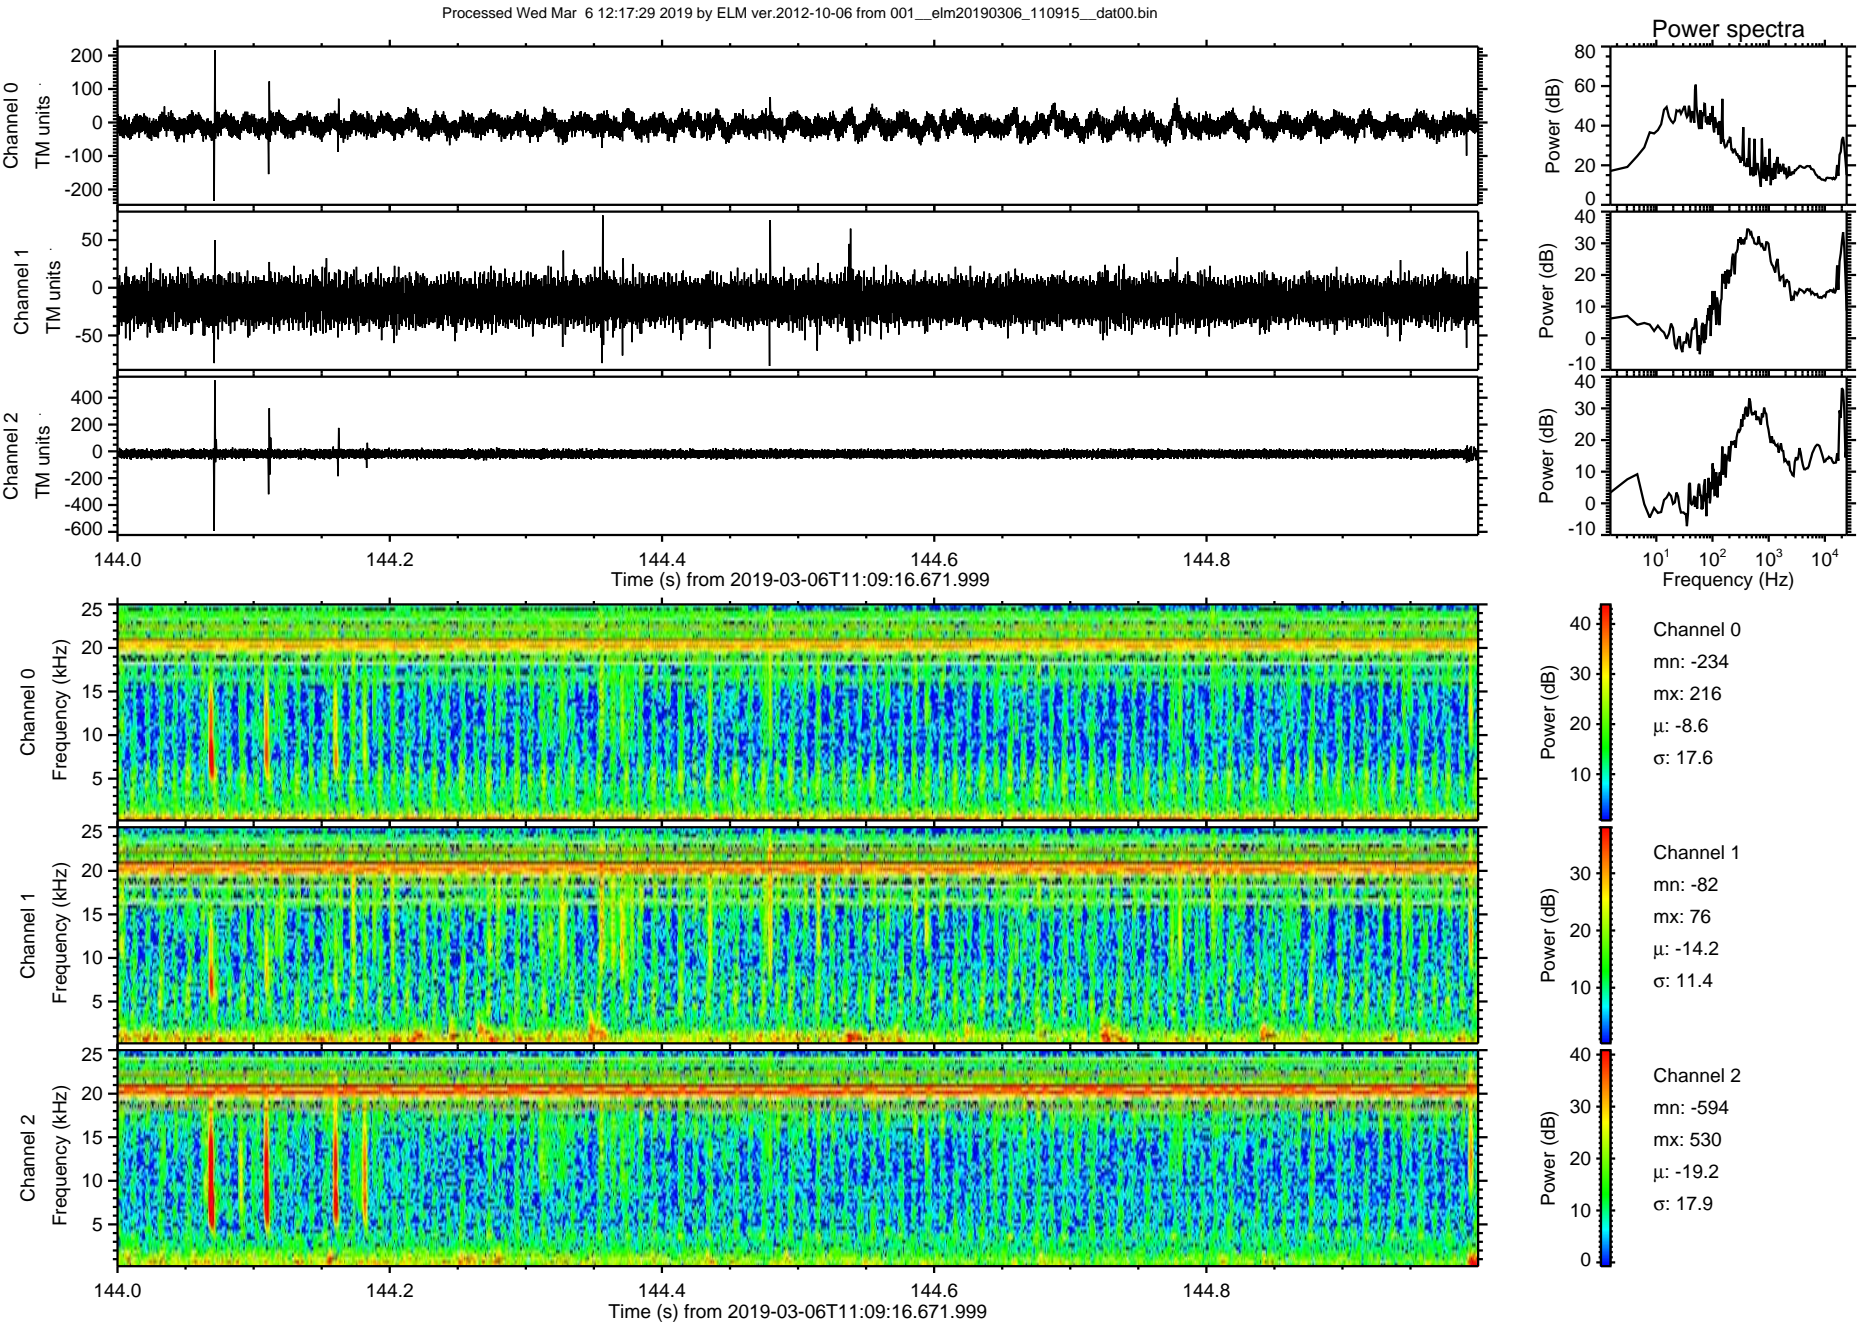 Processed Wed Mar  6 12:17:29 2019 by ELM ver.2012-10-06 from 001__elm20190306_110915__dat00.bin
Power spectra
Channel 0
TM units
200
100
0
-100
-200
Power (dB)
80
60
40
20
0
Channel 1
TM units
50
0
-50
Power (dB)
40
30
20
10
0
-10
Channel 2
TM units
400
200
0
-200
-400
-600
Power (dB)
40
30
20
10
0
-10
144.0 144.2 144.4 144.6 144.8
10^1 10^2 10^3 10^4
Time (s) from 2019-03-06T11:09:16.671.999
Frequency (Hz)
Channel 0
Frequency (kHz)
25
20
15
10
5
Power (dB)
40
30
20
10
Channel 0
mn: -234
mx: 216
μ: -8.6
σ: 17.6
Channel 1
Frequency (kHz)
25
20
15
10
5
Power (dB)
30
20
10
Channel 1
mn: -82
mx: 76
μ: -14.2
σ: 11.4
Channel 2
Frequency (kHz)
25
20
15
10
5
Power (dB)
40
30
20
10
0
Channel 2
mn: -594
mx: 530
μ: -19.2
σ: 17.9
144.0 144.2 144.4 144.6 144.8
Time (s) from 2019-03-06T11:09:16.671.999